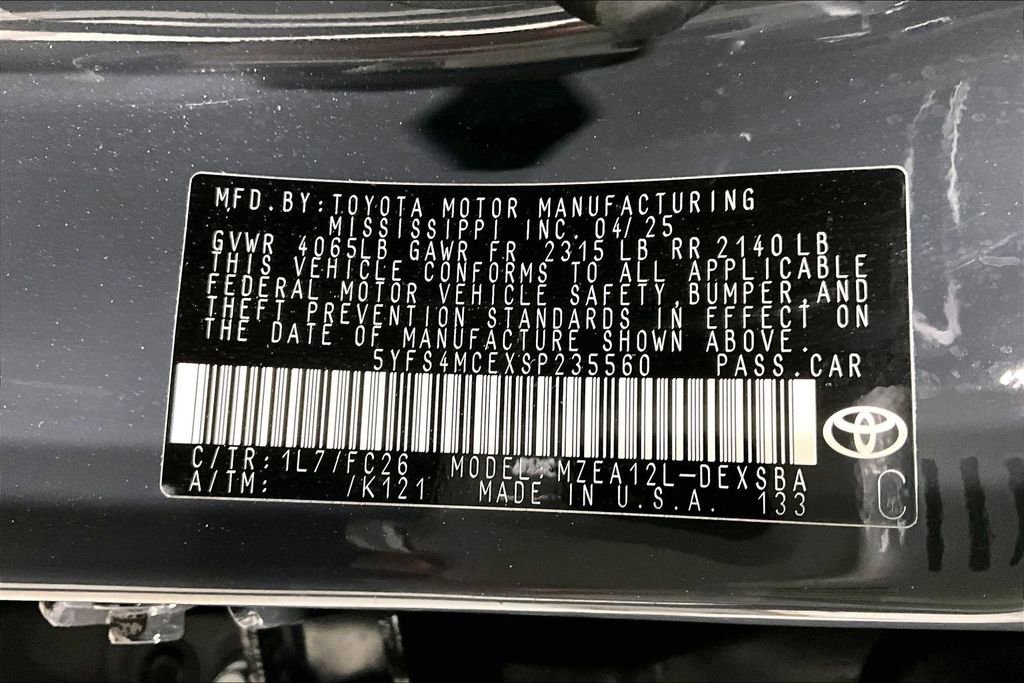 MFD.BY:TOYOTA MOTOR MANUFACTURING
MISSISSIPPI INC. 04/25
GVWR 4065LB GAWR FR 2315 LB RR 2140 LB
THIS VEHICLE CONFORMS TO ALL APPLICABLE
FEDERAL MOTOR VEHICLE SAFETY,BUMPER,AND
THEFT PREVENTION STANDARDS IN EFFECT ON
THE DATE OF MANUFACTURE SHOWN ABOVE.
5YFS4MCEXSP235560 PASS.CAR
C/TR: 1L7/FC26 MODEL: MZEA12L-DEXSBA
A/TM: /K121 MADE IN U.S.A. 133
C